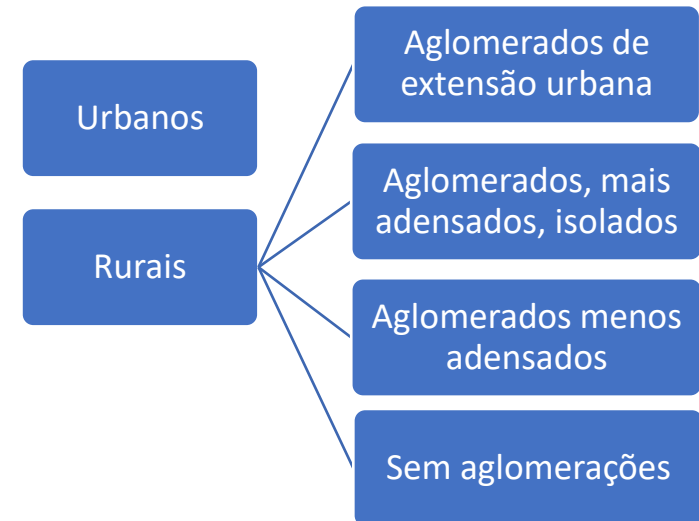 Urbanos
Rurais
Aglomerados de
extensão urbana
Aglomerados, mais
adensados, isolados
Aglomerados menos
adensados
Sem aglomerações